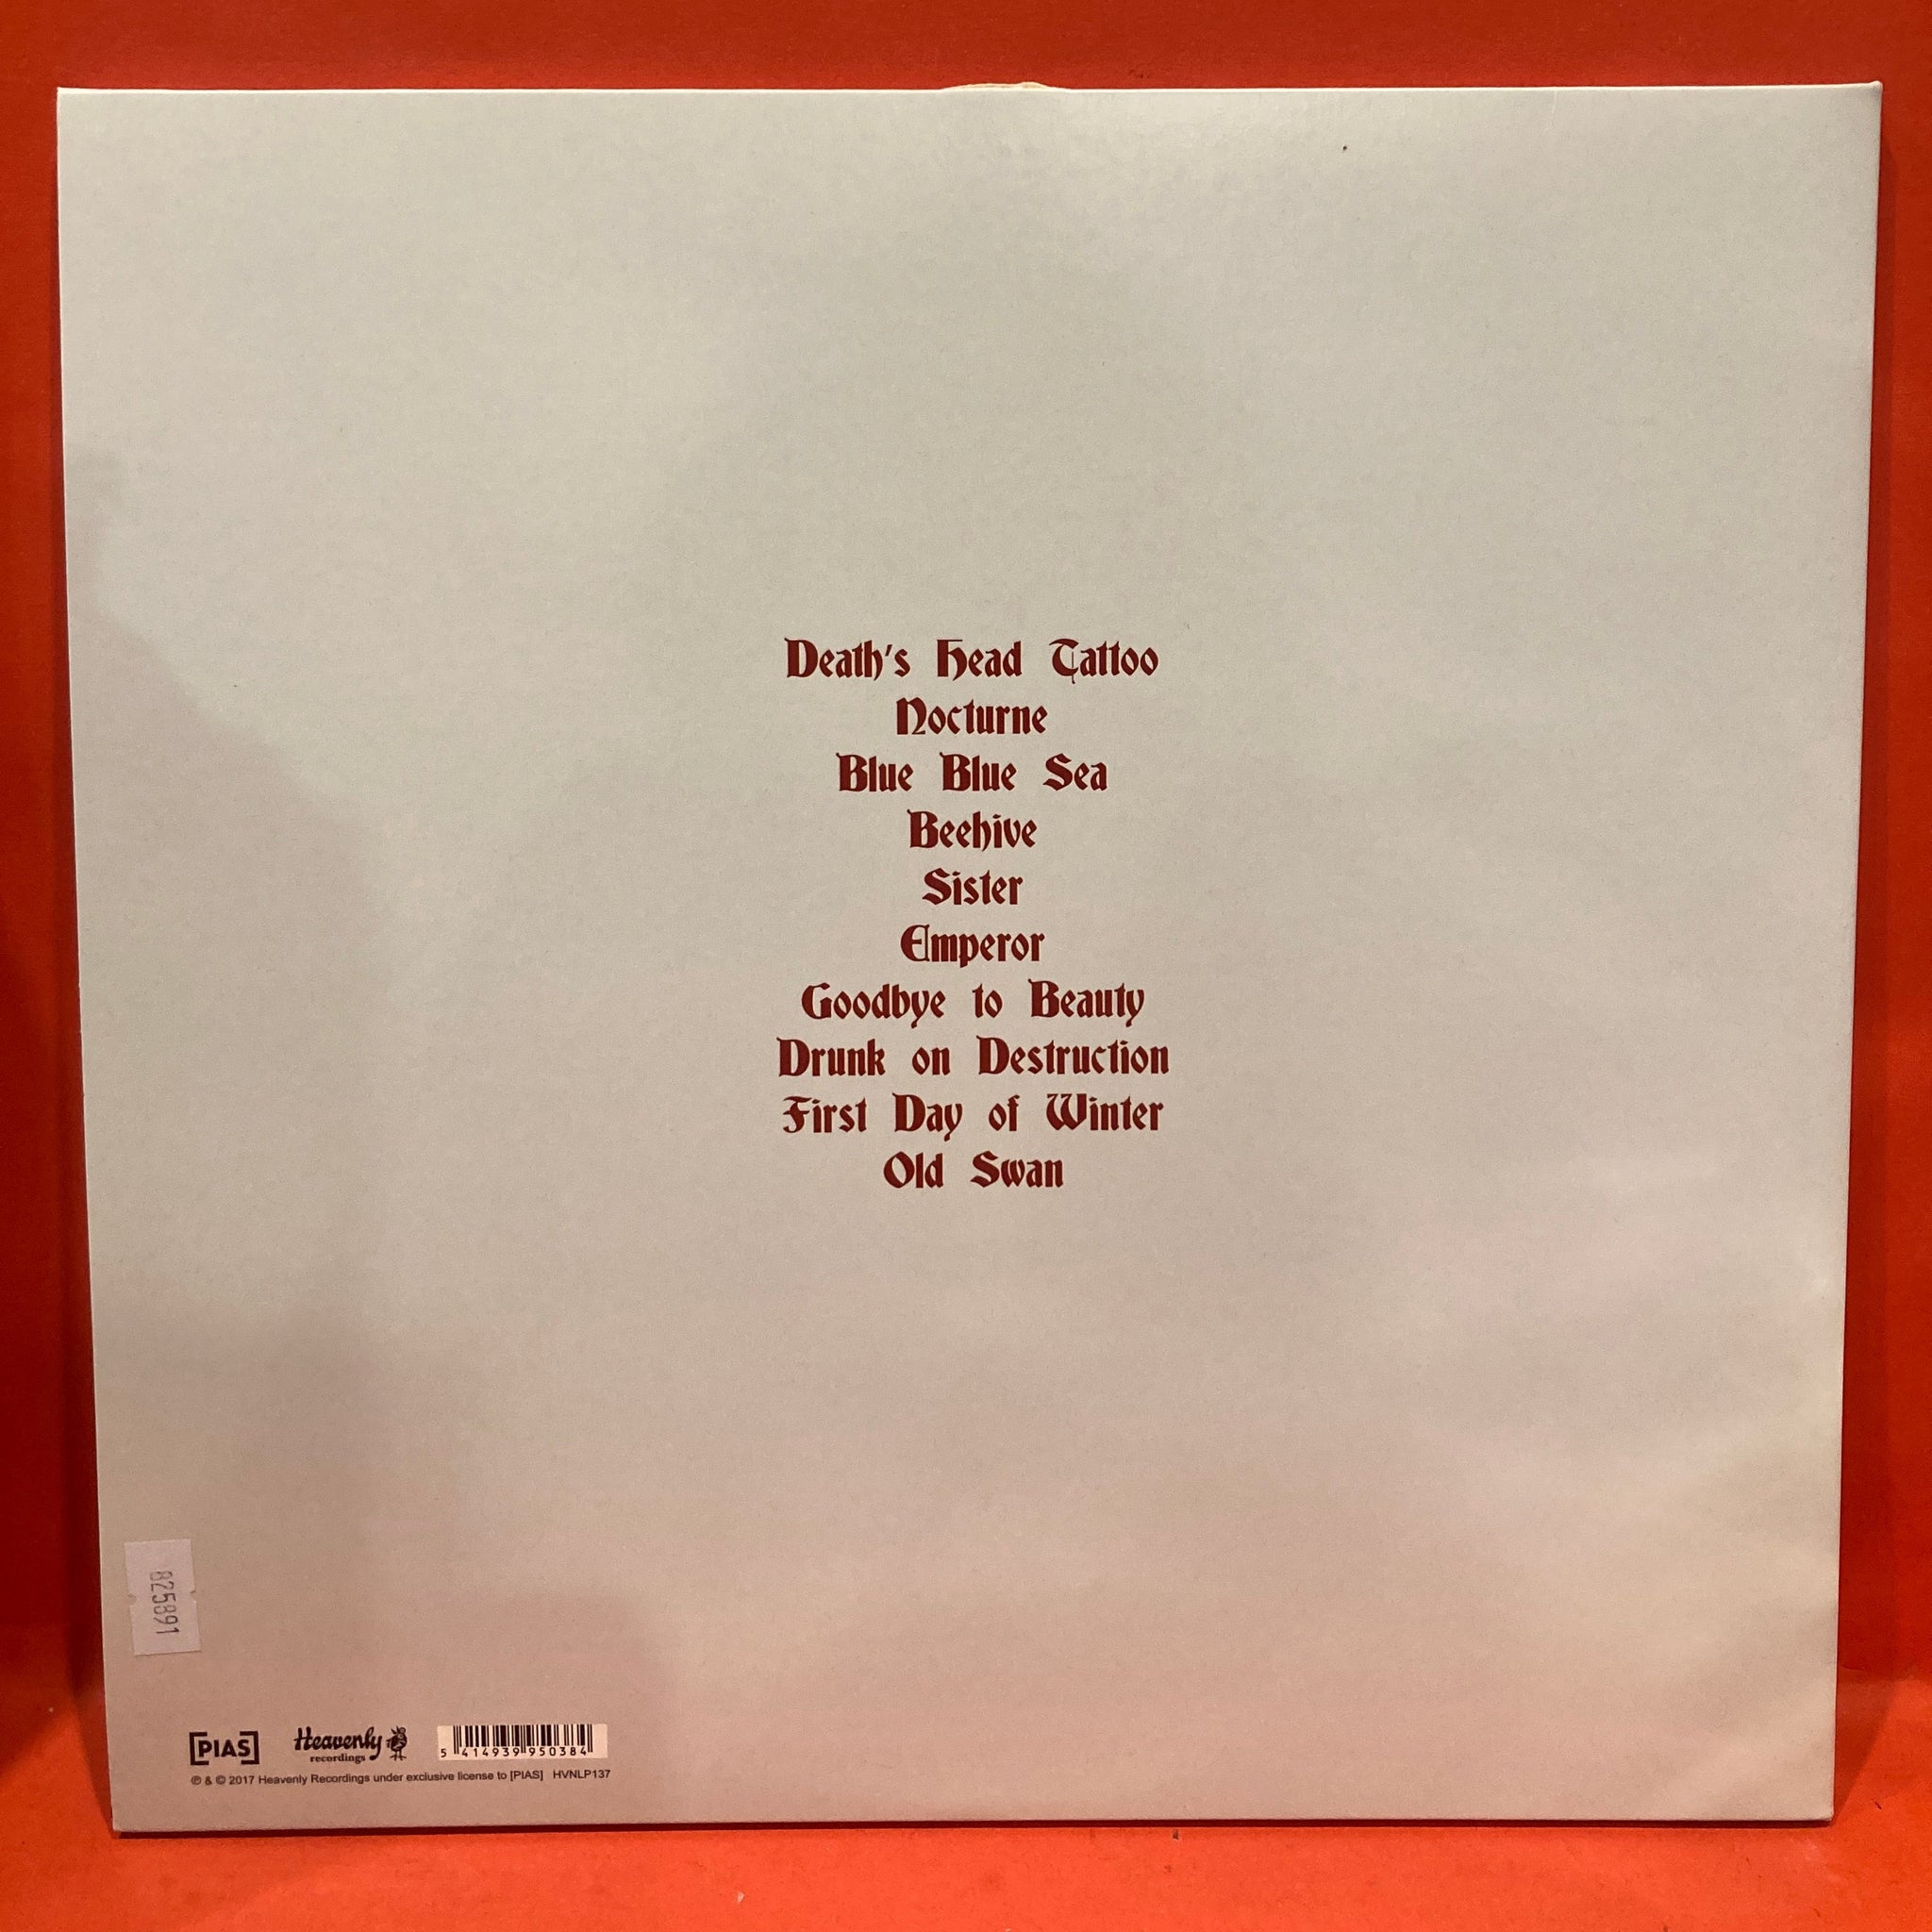 Death's Head Tattoo
Nocturne
Blue Blue Sea
Beehive
Sister
Emperor
Goodbye to Beauty
Drunk on Destruction
First Day of Winter
Old Swan
825891
[PIAS]
Heavenly
recordings
5 414939 950384
℗ & © 2017 Heavenly Recordings under exclusive license to [PIAS] HVNLP137